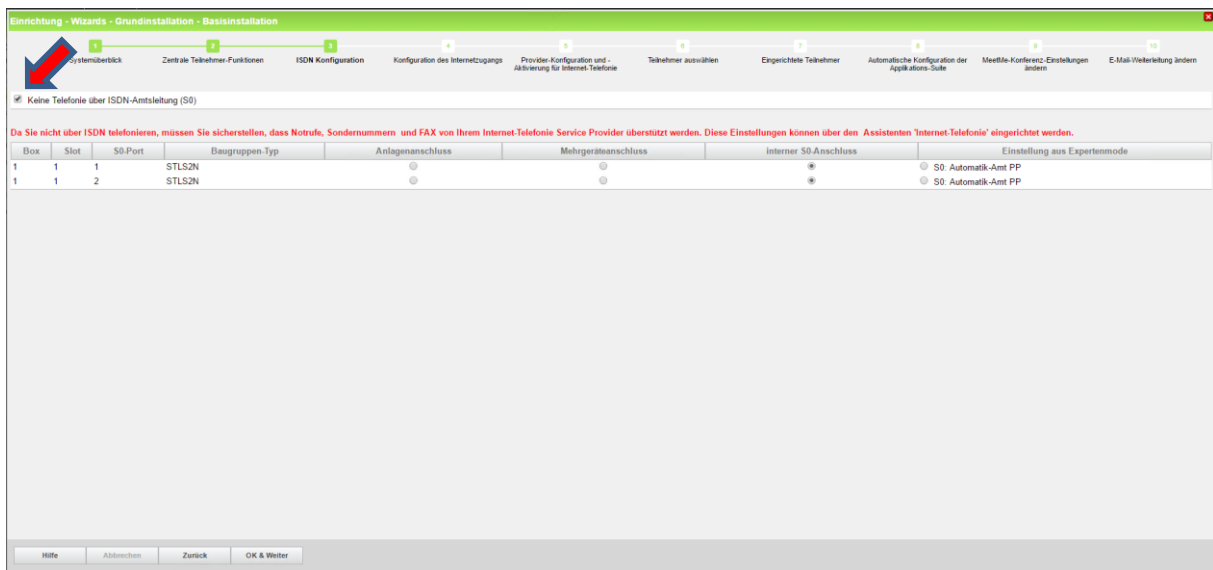 Einrichtung - Wizards - Grundinstallation - Basisinstallation
1 2 3 4 5 6 7 8 9 10
Systemüberblick Zentrale Teilnehmer-Funktionen ISDN Konfiguration Konfiguration des Internetzugangs Provider-Konfiguration und - Aktivierung für Internet-Telefonie Teilnehmer auswählen Eingerichtete Teilnehmer Automatische Konfiguration der Applikations-Suite MeetMe-Konferenz-Einstellungen ändern E-Mail-Weiterleitung ändern
Keine Telefonie über ISDN-Amtsleitung (S0)
Da Sie nicht über ISDN telefonieren, müssen Sie sicherstellen, dass Notrufe, Sondernummern und FAX von Ihrem Internet-Telefonie Service Provider überstützt werden. Diese Einstellungen können über den Assistenten 'Internet-Telefonie' eingerichtet werden.
Box Slot S0-Port Baugruppen-Typ Anlagenanschluss Mehrgeräteanschluss interner S0-Anschluss Einstellung aus Expertenmode
1 1 1 STLS2N S0: Automatik-Amt PP
1 1 2 STLS2N S0: Automatik-Amt PP
Hilfe Abbrechen Zurück OK & Weiter